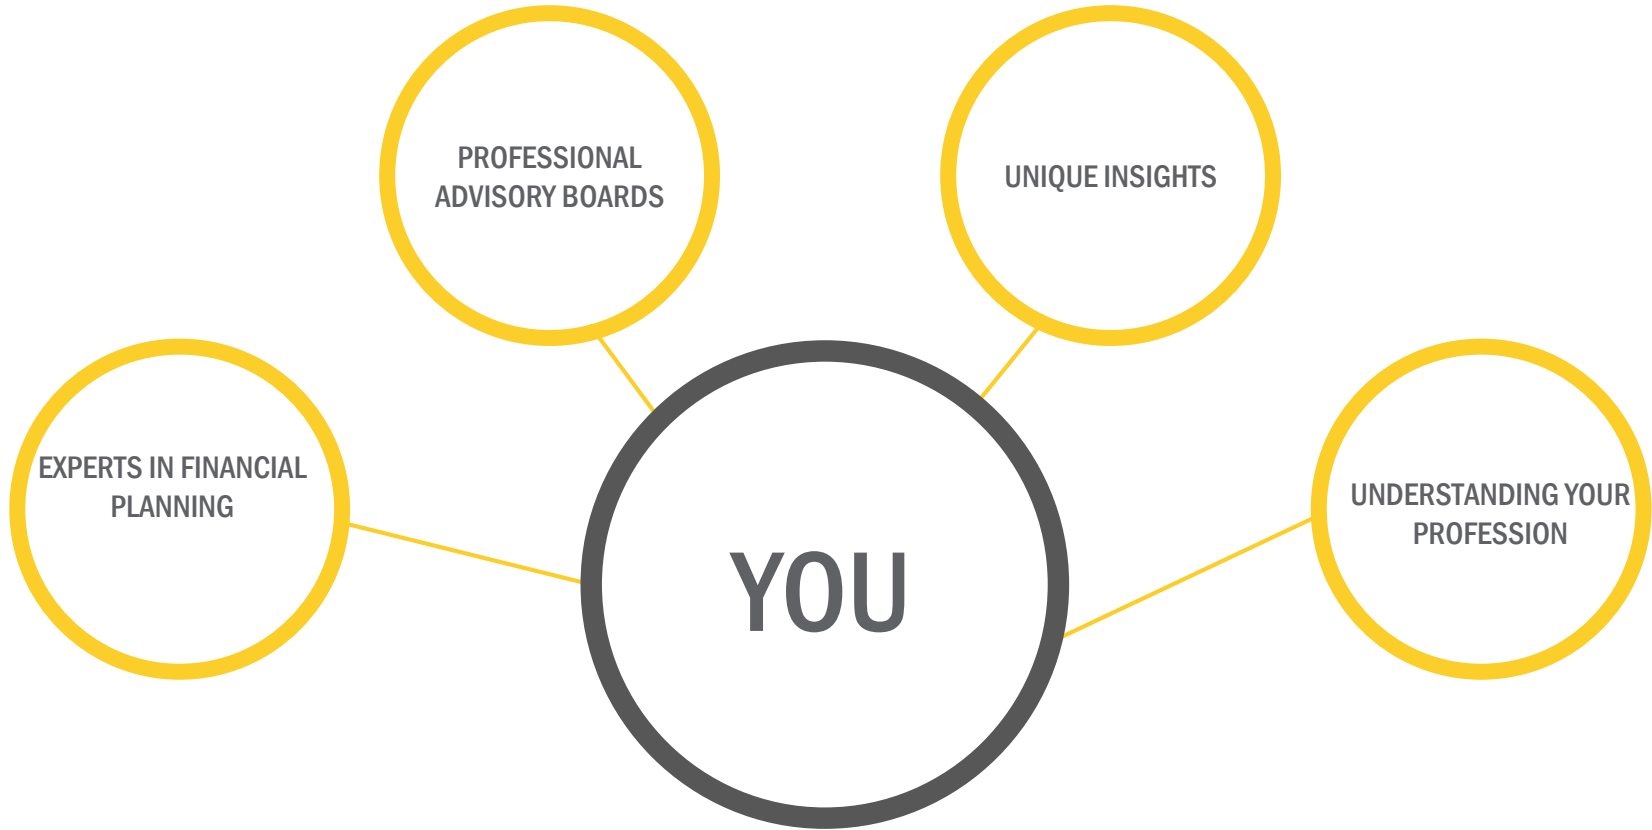 PROFESSIONAL
ADVISORY BOARDS
UNIQUE INSIGHTS
EXPERTS IN FINANCIAL
PLANNING
UNDERSTANDING YOUR
PROFESSION
YOU